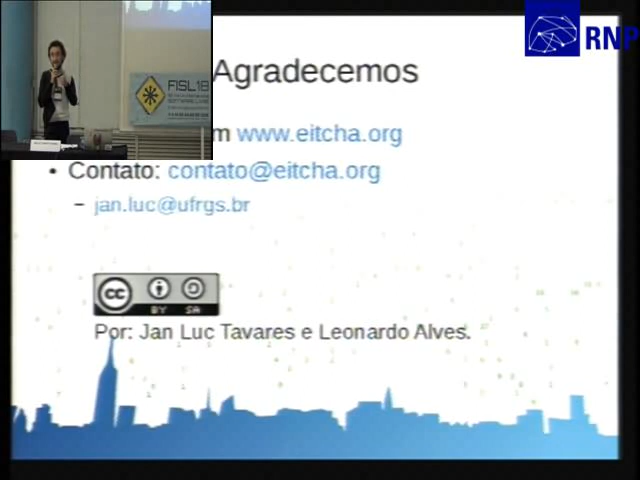 RNP
FISL18
Agradecemos
www.eitcha.org
• Contato: contato@eitcha.org
– jan.luc@ufrgs.br
cc
BY SA
Por: Jan Luc Tavares e Leonardo Alves.